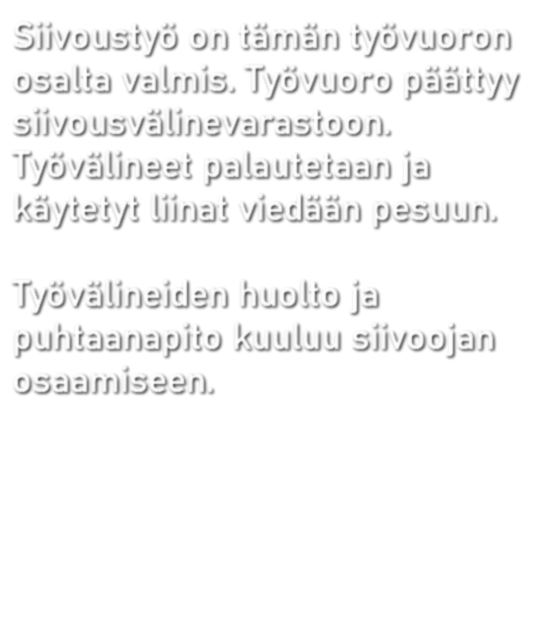 Siivoustyö on tämän työvuoron
osalta valmis. Työvuoro päättyy
siivousvälinevarastoon.
Työvälineet palautetaan ja
käytetyt liinat viedään pesuun.
Työvälineiden huolto ja
puhtaanapito kuuluu siivoojan
osaamiseen.